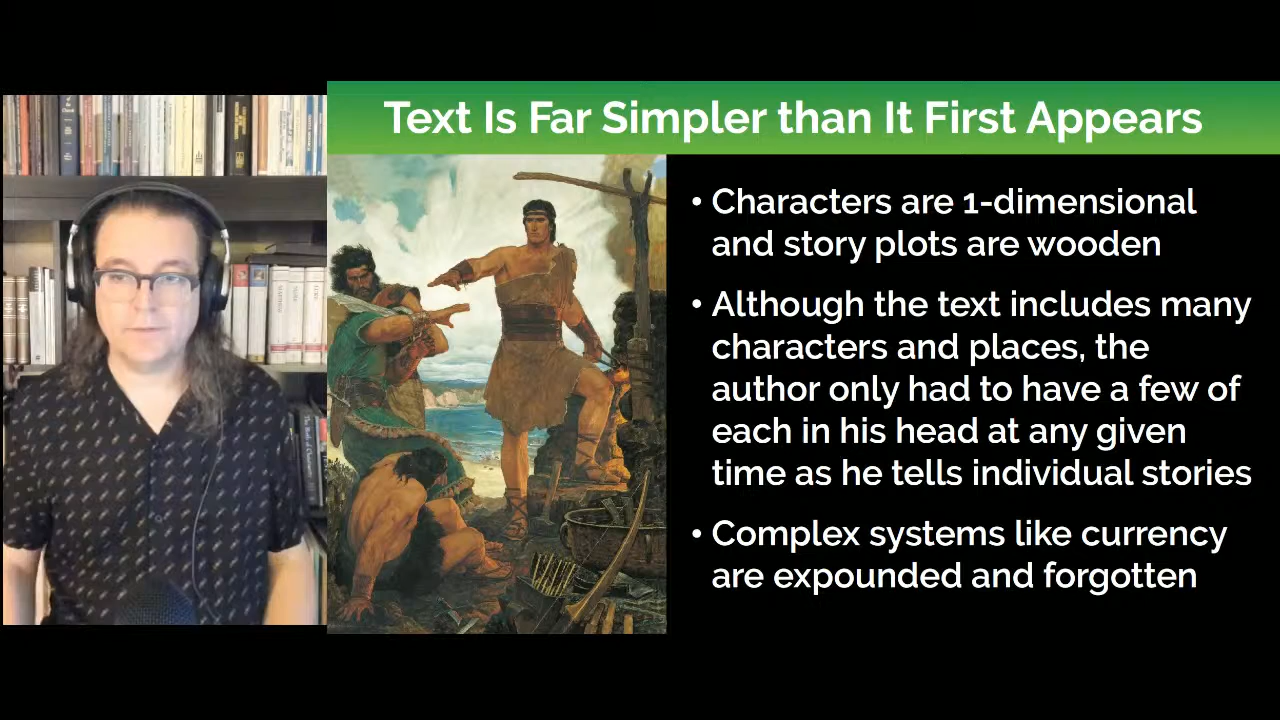 Text Is Far Simpler than It First Appears
• Characters are 1-dimensional
and story plots are wooden
• Although the text includes many
characters and places, the
author only had to have a few of
each in his head at any given
time as he tells individual stories
• Complex systems like currency
are expounded and forgotten